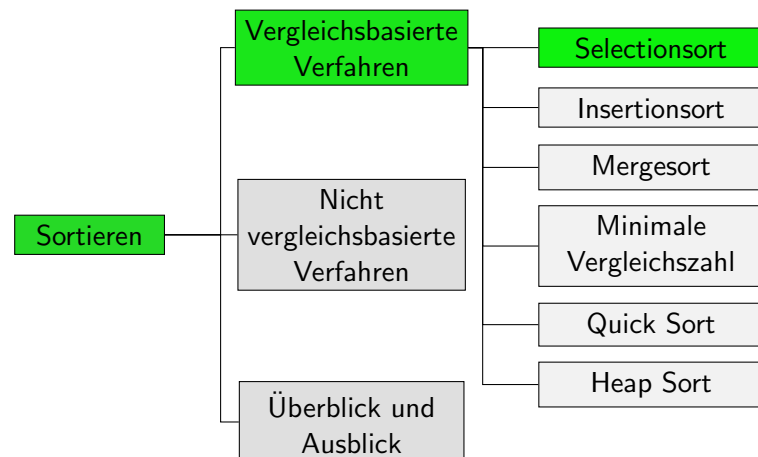 Sortieren
Vergleichsbasierte
Verfahren
Nicht
vergleichsbasierte
Verfahren
Überblick und
Ausblick
Selectionsort
Insertionsort
Mergesort
Minimale
Vergleichszahl
Quick Sort
Heap Sort